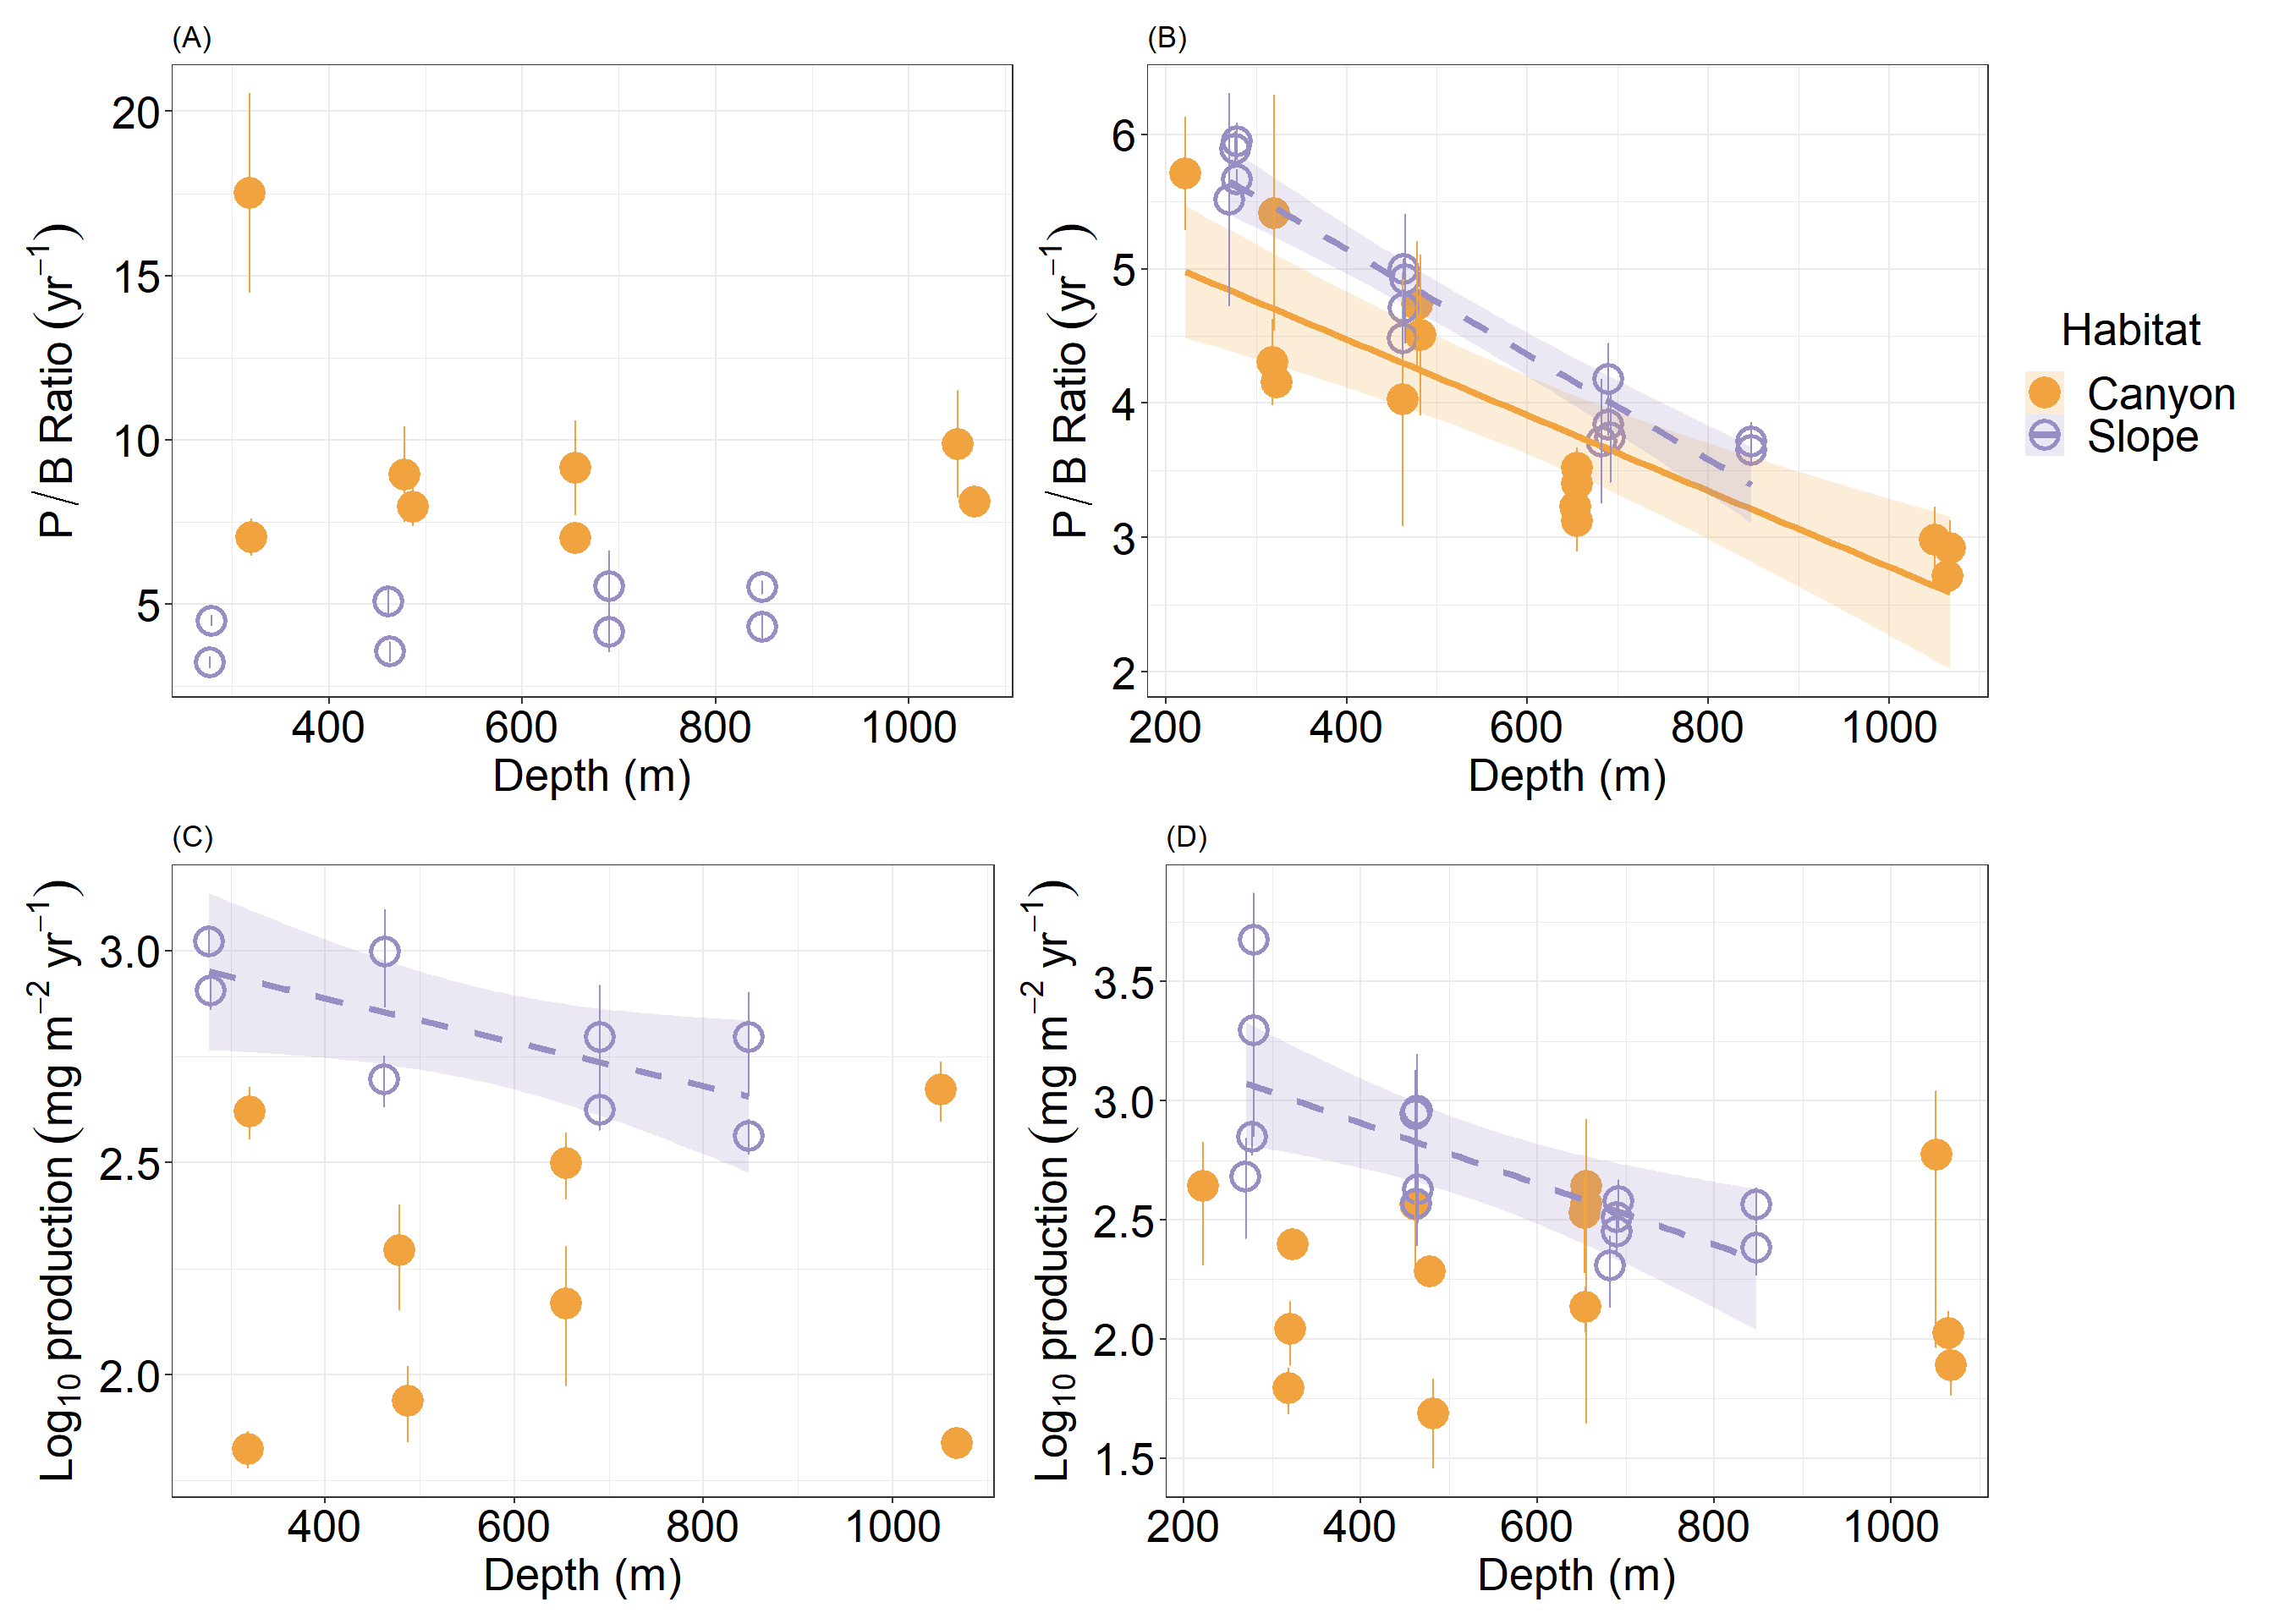 (A)
20
15
10
5
P / B Ratio (yr⁻¹)
400 600 800 1000
Depth (m)
(B)
6
5
4
3
2
P / B Ratio (yr⁻¹)
200 400 600 800 1000
Depth (m)
Habitat
Canyon
Slope
(C)
3.0
2.5
2.0
Log₁₀ production (mg m⁻² yr⁻¹)
400 600 800 1000
Depth (m)
(D)
3.5
3.0
2.5
2.0
1.5
Log₁₀ production (mg m⁻² yr⁻¹)
200 400 600 800 1000
Depth (m)